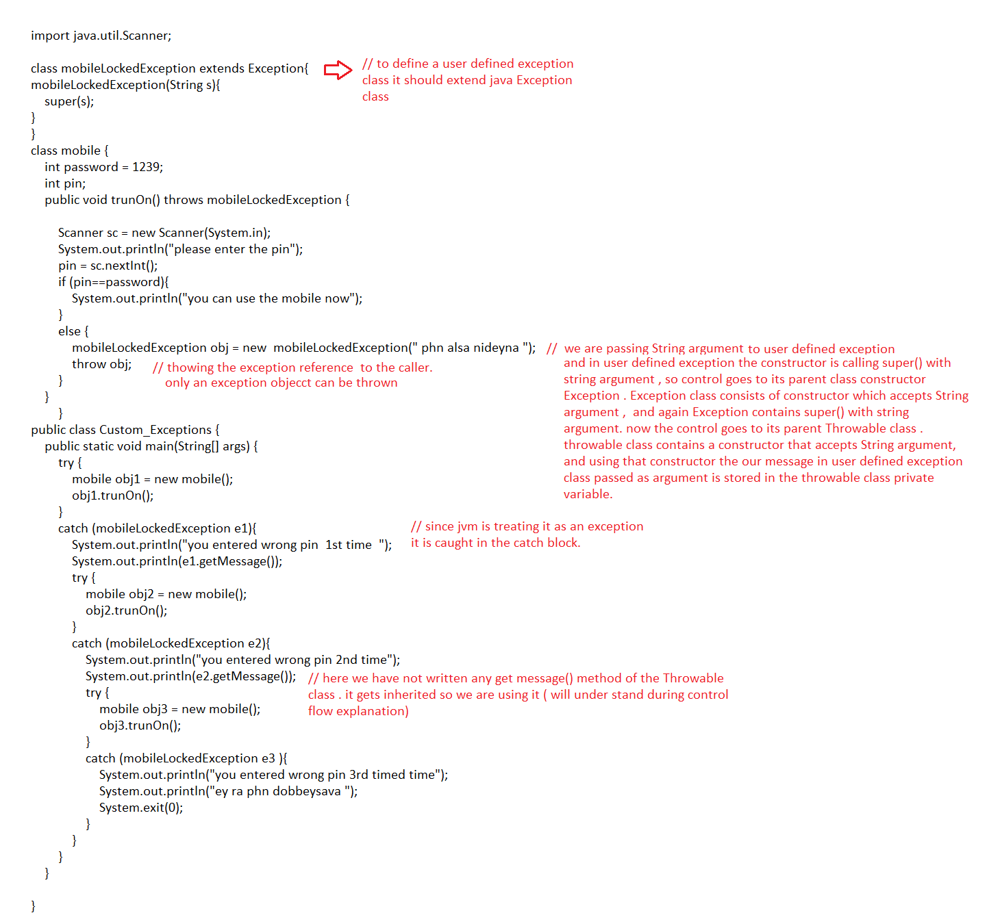 import java.util.Scanner;
class mobileLockedException extends Exception{
// to define a user defined exception
class it should extend java Exception
class
mobileLockedException(String s){
super(s);
}
}
class mobile {
int password = 1239;
int pin;
public void trunOn() throws mobileLockedException {
Scanner sc = new Scanner(System.in);
System.out.println("please enter the pin");
pin = sc.nextInt();
if (pin==password){
System.out.println("you can use the mobile now");
}
else {
mobileLockedException obj = new  mobileLockedException(" phn alsa nideyna ");
//  we are passing String argument to user defined exception
and in user defined exception the constructor is calling super() with
string argument , so control goes to its parent class constructor
Exception . Exception class consists of constructor which accepts String
argument ,  and again Exception contains super() with string
argument. now the control goes to its parent Throwable class .
throwable class contains a constructor that accepts String argument,
and using that constructor the our message in user defined exception
class passed as argument is stored in the throwable class private
variable.
throw obj;
// thowing the exception reference  to the caller.
only an exception objecct can be thrown
}
}
}
public class Custom_Exceptions {
public static void main(String[] args) {
try {
mobile obj1 = new mobile();
obj1.trunOn();
}
catch (mobileLockedException e1){
// since jvm is treating it as an exception
it is caught in the catch block.
System.out.println("you entered wrong pin  1st time  ");
System.out.println(e1.getMessage());
try {
mobile obj2 = new mobile();
obj2.trunOn();
}
catch (mobileLockedException e2){
System.out.println("you entered wrong pin 2nd time");
System.out.println(e2.getMessage());
// here we have not written any get message() method of the Throwable
class . it gets inherited so we are using it ( will under stand during control
flow explanation)
try {
mobile obj3 = new mobile();
obj3.trunOn();
}
catch (mobileLockedException e3 ){
System.out.println("you entered wrong pin 3rd timed time");
System.out.println("ey ra phn dobbeysava ");
System.exit(0);
}
}
}
}
}